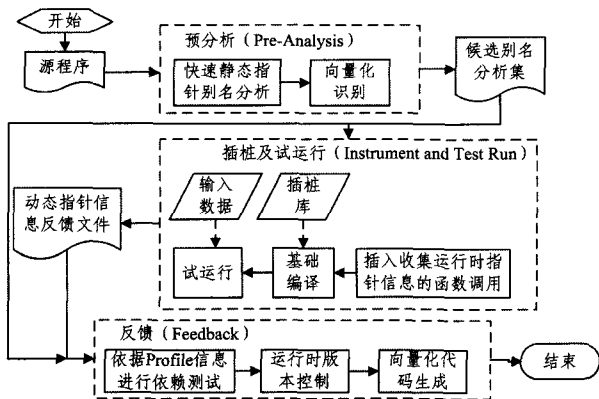 开始
源程序
预分析（Pre-Analysis）
快速静态指
针别名分析
向量化
识别
候选别名
分析集
插桩及试运行（Instrument and Test Run）
输入
数据
插桩
库
动态指针信
息反馈文件
试运行
基础
编译
插入收集运行时指
针信息的函数调用
反馈（Feedback）
依据Profile信息
进行依赖测试
运行时版
本控制
向量化代
码生成
结束